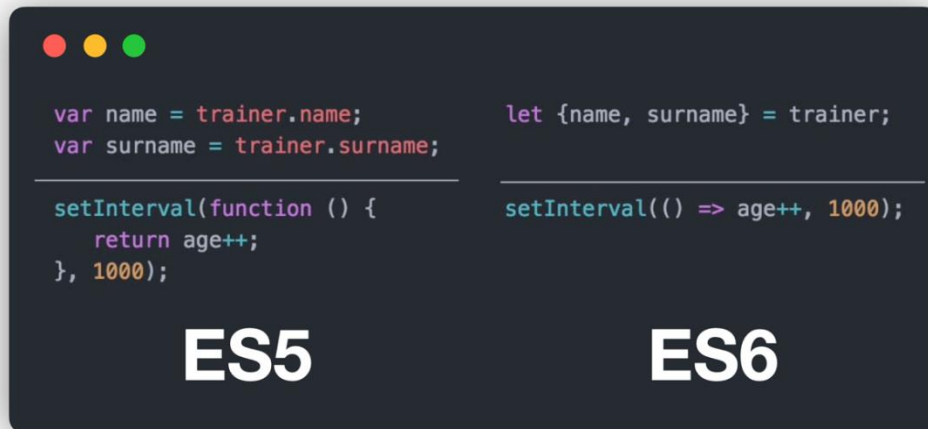 var name = trainer.name;
var surname = trainer.surname;
setInterval(function () {
   return age++;
}, 1000);
ES5
let {name, surname} = trainer;
setInterval(() => age++, 1000);
ES6